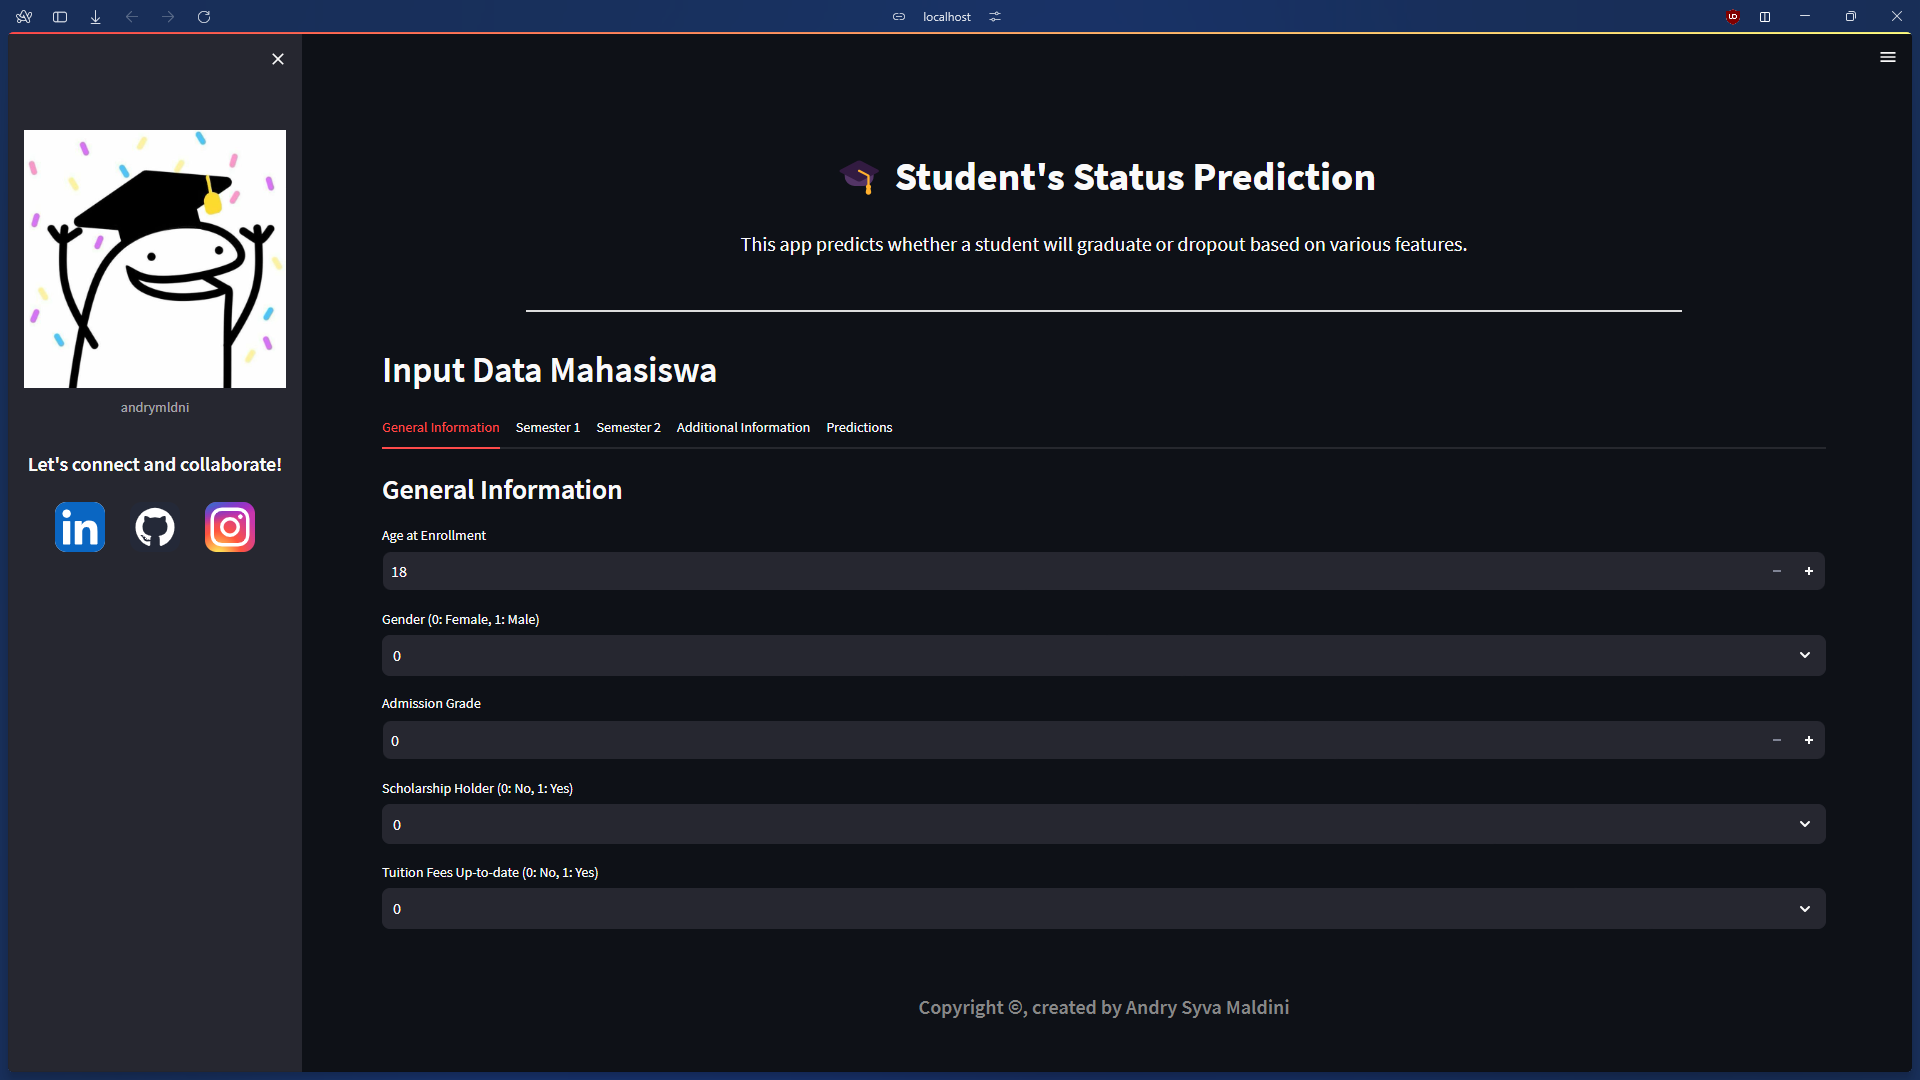 localhost
UD
andrymldni
Let's connect and collaborate!
in
Student's Status Prediction
This app predicts whether a student will graduate or dropout based on various features.
Input Data Mahasiswa
General Information Semester 1 Semester 2 Additional Information Predictions
General Information
Age at Enrollment
18
Gender (0: Female, 1: Male)
0
Admission Grade
0
Scholarship Holder (0: No, 1: Yes)
0
Tuition Fees Up-to-date (0: No, 1: Yes)
0
Copyright ©, created by Andry Syva Maldini